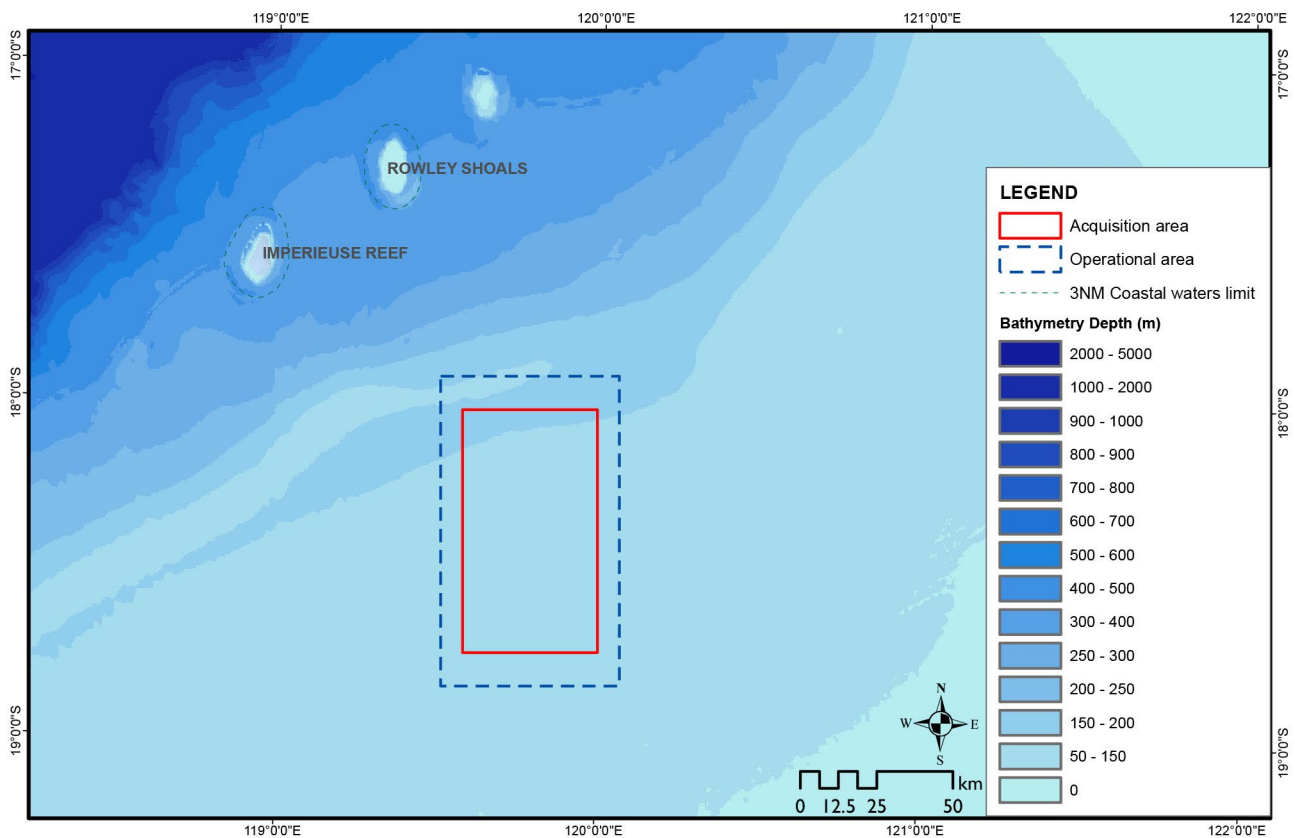 119°0'0"E 120°0'0"E 121°0'0"E 122°0'0"E
17°0'0"S 17°0'0"S
ROWLEY SHOALS
IMPERIEUSE REEF
18°0'0"S 18°0'0"S
19°0'0"S 19°0'0"S
LEGEND
Acquisition area
Operational area
3NM Coastal waters limit
Bathymetry Depth (m)
2000 - 5000
1000 - 2000
900 - 1000
800 - 900
700 - 800
600 - 700
500 - 600
400 - 500
300 - 400
250 - 300
200 - 250
150 - 200
50 - 150
0
N
W E
S
km
0 12.5 25 50
119°0'0"E 120°0'0"E 121°0'0"E 122°0'0"E